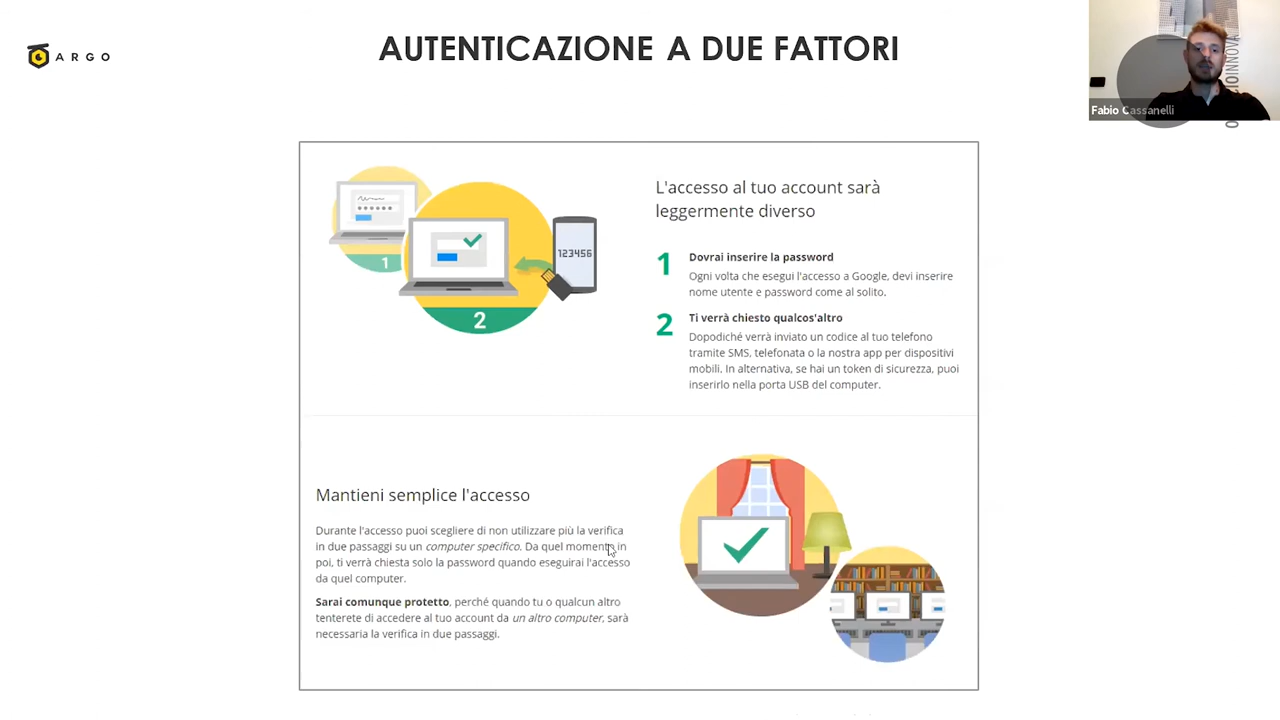 ARGO
AUTENTICAZIONE A DUE FATTORI
Fabio Cassanelli
L'accesso al tuo account sarà
leggermente diverso
1
2
123456
1 Dovrai inserire la password
Ogni volta che esegui l'accesso a Google, devi inserire
nome utente e password come al solito.
2 Ti verrà chiesto qualcos'altro
Dopodiché verrà inviato un codice al tuo telefono
tramite SMS, telefonata o la nostra app per dispositivi
mobili. In alternativa, se hai un token di sicurezza, puoi
inserirlo nella porta USB del computer.
Mantieni semplice l'accesso
Durante l'accesso puoi scegliere di non utilizzare più la verifica
in due passaggi su un computer specifico. Da quel momento in
poi, ti verrà chiesta solo la password quando eseguirai l'accesso
da quel computer.
Sarai comunque protetto, perché quando tu o qualcun altro
tenterete di accedere al tuo account da un altro computer, sarà
necessaria la verifica in due passaggi.